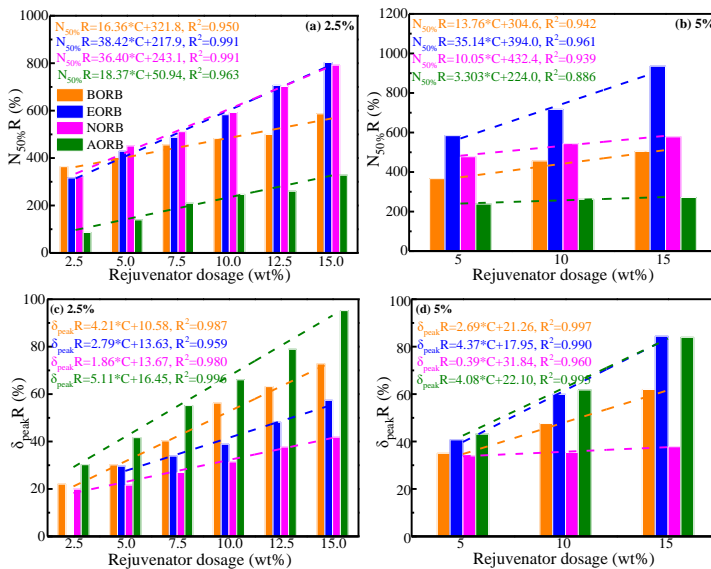 (a) 2.5%
N50%R=16.36*C+321.8, R²=0.950
N50%R=38.42*C+217.9, R²=0.991
N50%R=36.40*C+243.1, R²=0.991
N50%R=18.37*C+50.94, R²=0.963
BORB
EORB
NORB
AORB
1000
800
600
400
200
0
N50%R (%)
2.5 5.0 7.5 10.0 12.5 15.0
Rejuvenator dosage (wt%)
(b) 5%
N50%R=13.76*C+304.6, R²=0.942
N50%R=35.14*C+394.0, R²=0.961
N50%R=10.05*C+432.4, R²=0.939
N50%R=3.303*C+224.0, R²=0.886
1200
1000
800
600
400
200
0
N50%R (%)
5 10 15
Rejuvenator dosage (wt%)
(c) 2.5%
δpeakR=4.21*C+10.58, R²=0.987
δpeakR=2.79*C+13.63, R²=0.959
δpeakR=1.86*C+13.67, R²=0.980
δpeakR=5.11*C+16.45, R²=0.996
100
80
60
40
20
0
δpeakR (%)
2.5 5.0 7.5 10.0 12.5 15.0
Rejuvenator dosage (wt%)
(d) 5%
δpeakR=2.69*C+21.26, R²=0.997
δpeakR=4.37*C+17.95, R²=0.990
δpeakR=0.39*C+31.84, R²=0.960
δpeakR=4.08*C+22.10, R²=0.995
100
80
60
40
20
0
δpeakR (%)
5 10 15
Rejuvenator dosage (wt%)